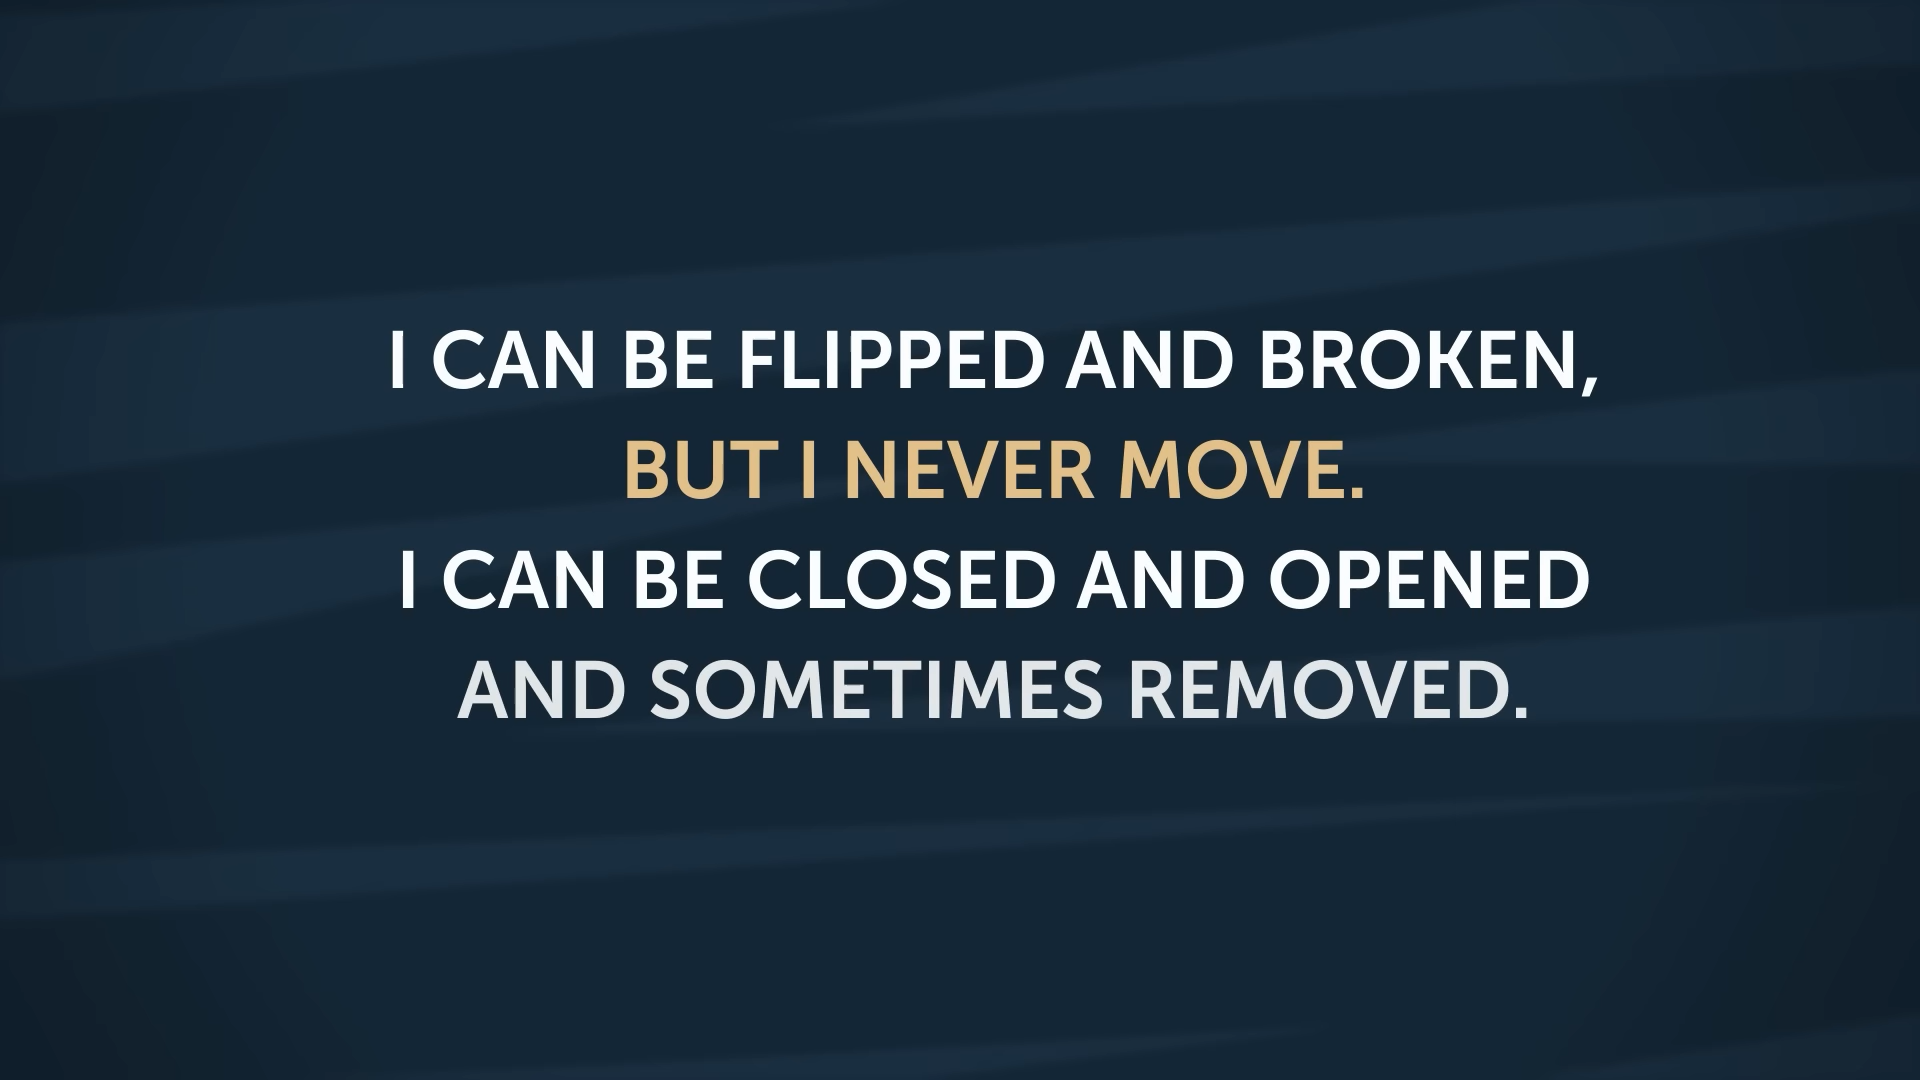 I CAN BE FLIPPED AND BROKEN,
BUT I NEVER MOVE.
I CAN BE CLOSED AND OPENED
AND SOMETIMES REMOVED.